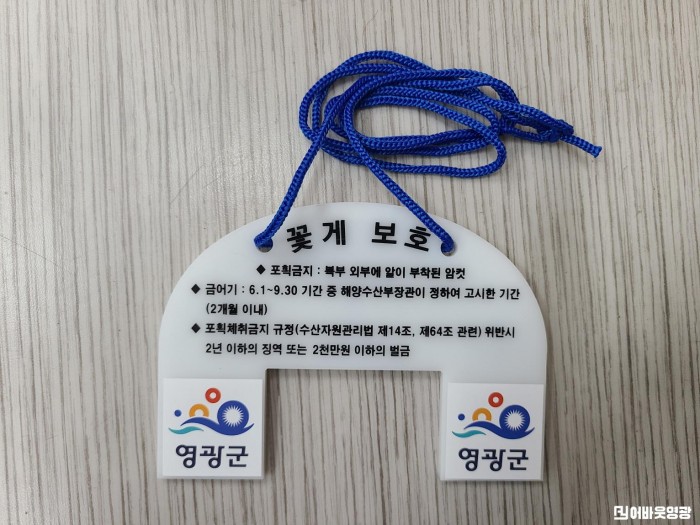 꽃게 보호
◆ 포획금지 : 복부 외부에 알이 부착된 암컷
◆ 금어기 : 6.1~9.30 기간 중 해양수산부장관이 정하여 고시한 기간
(2개월 이내)
◆ 포획체취금지 규정(수산자원관리법 제14조, 제64조 관련) 위반시
2년 이하의 징역 또는 2천만원 이하의 벌금
영광군
영광군
어바웃영광